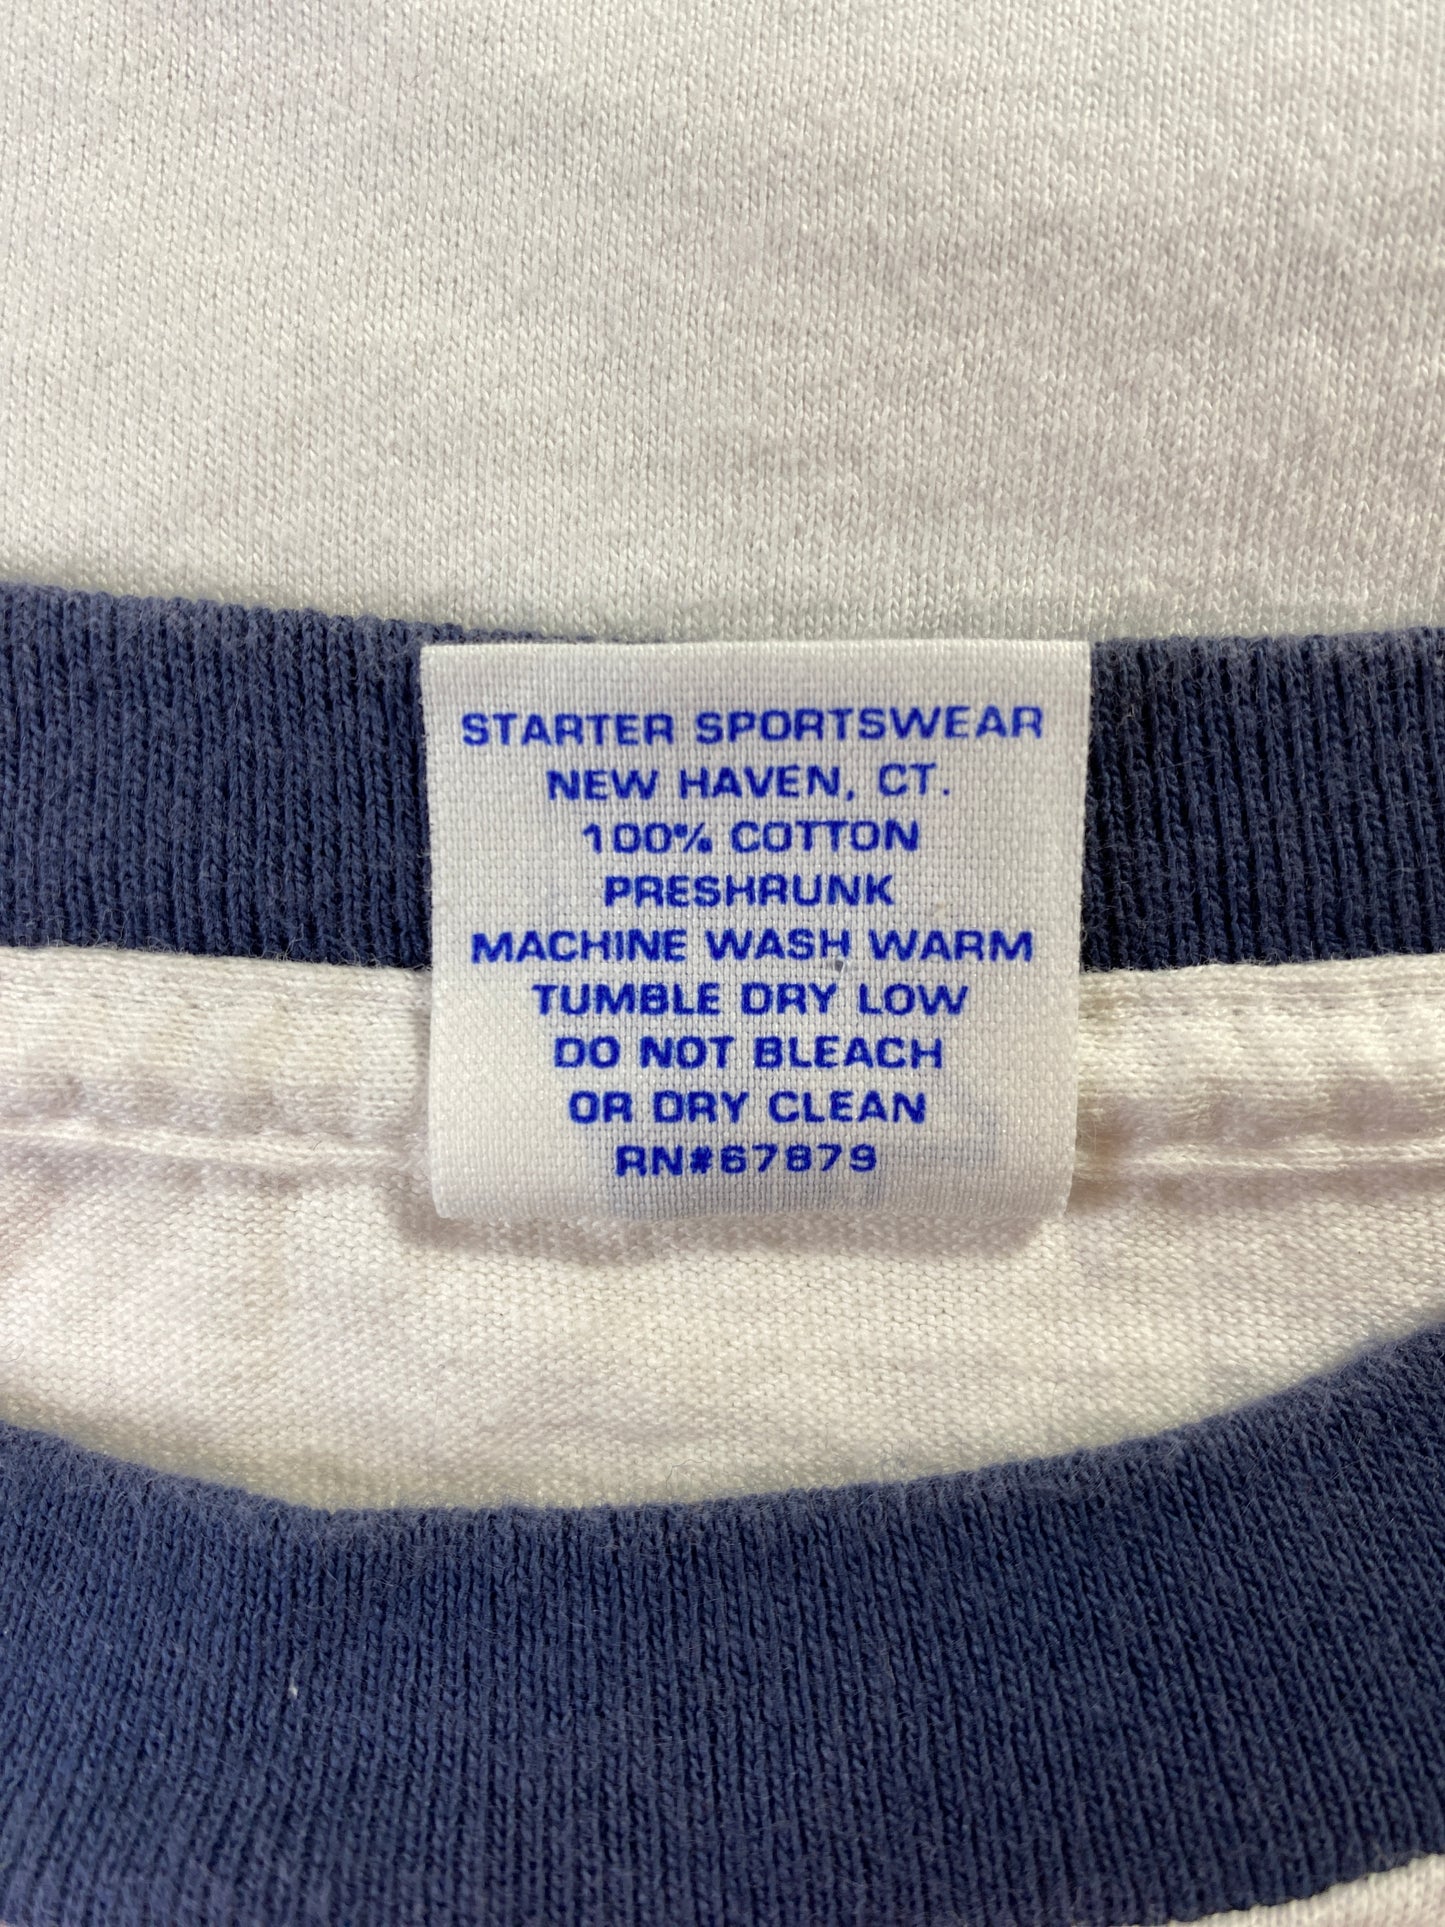 STARTER SPORTSWEAR
NEW HAVEN, CT.
100% COTTON
PRESHRUNK
MACHINE WASH WARM
TUMBLE DRY LOW
DO NOT BLEACH
OR DRY CLEAN
RN#67879